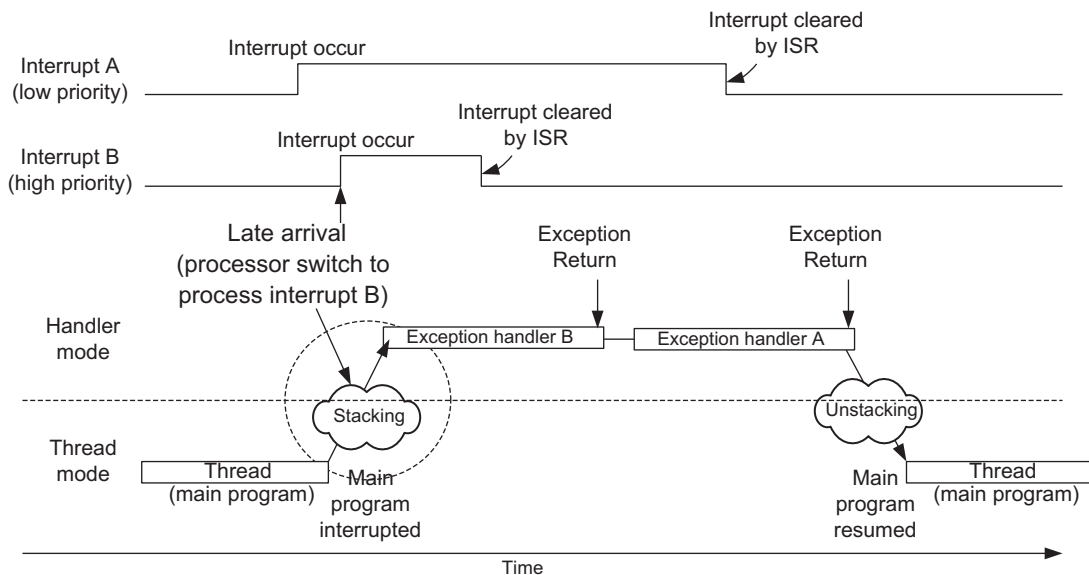 Interrupt A
(low priority)
Interrupt occur
Interrupt cleared
by ISR
Interrupt B
(high priority)
Interrupt occur
Interrupt cleared
by ISR
Late arrival
(processor switch to
process interrupt B)
Exception
Return
Exception
Return
Handler
mode
Exception handler B
Exception handler A
Stacking
Unstacking
Thread
mode
Thread
(main program)
Main
program
interrupted
Main
program
resumed
Thread
(main program)
Time